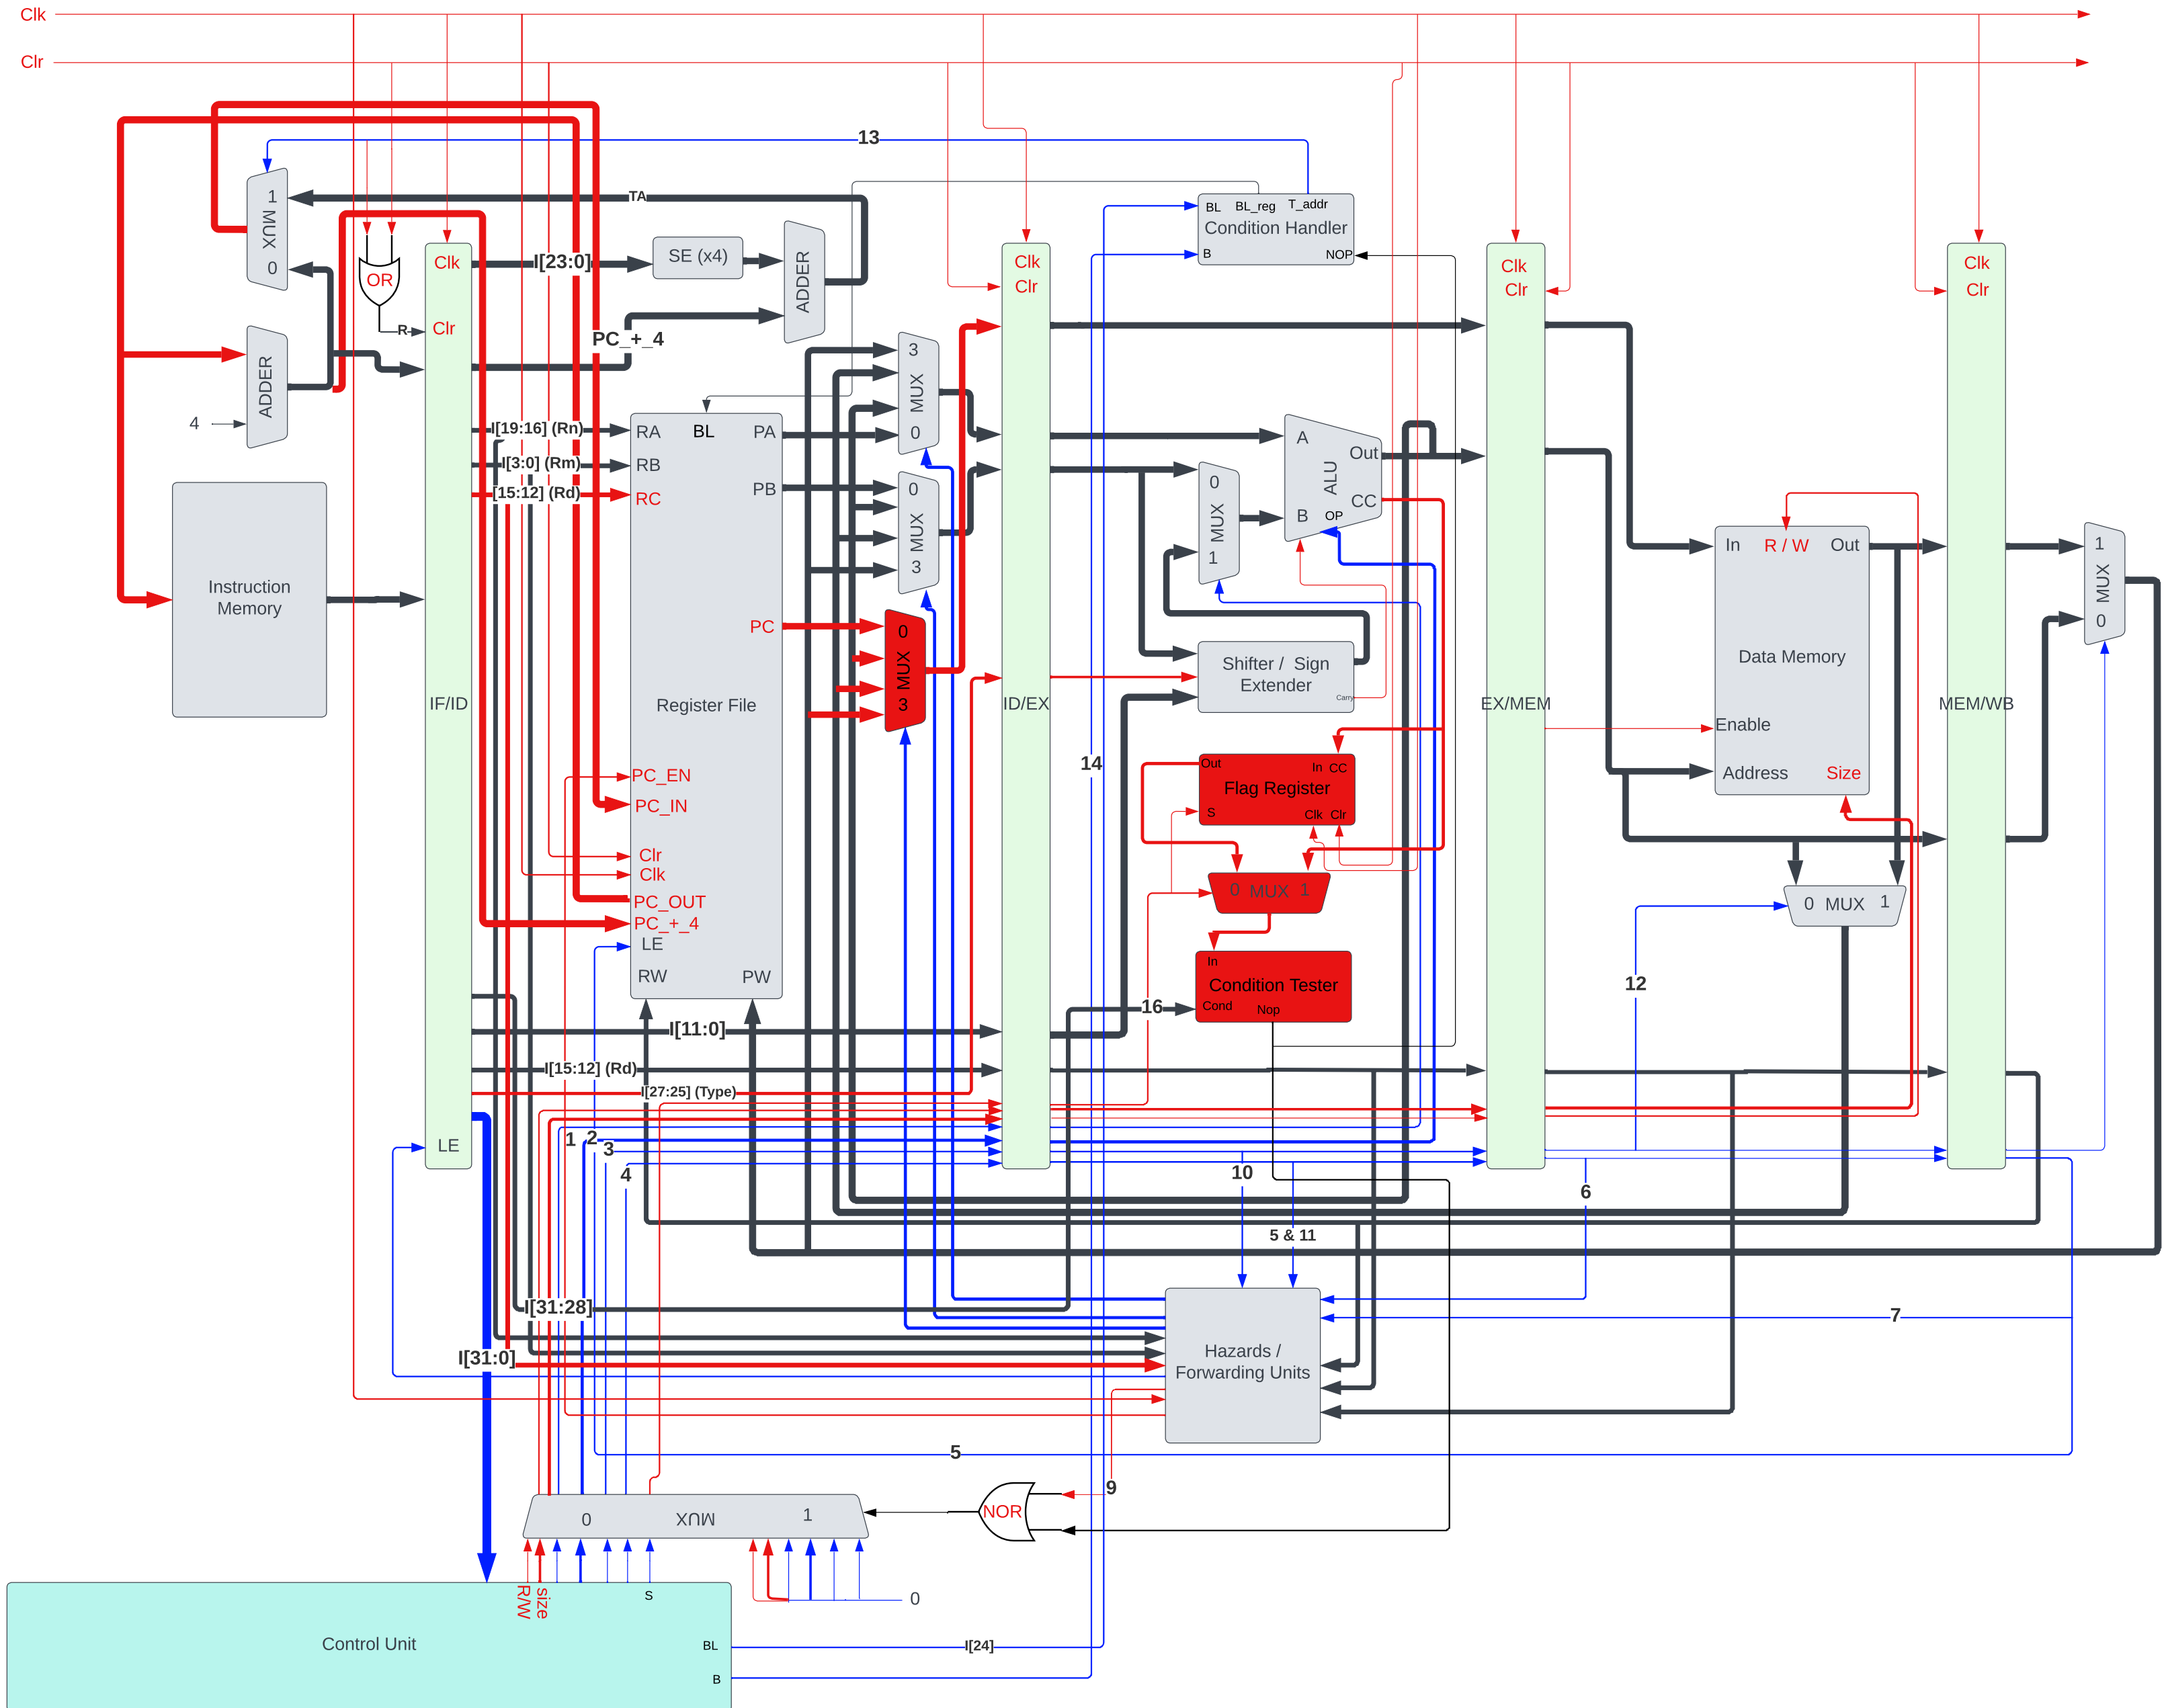 Clk
Clr
13
1
MUX
0
TA
BL
BL_reg
T_addr
Condition Handler
B
NOP
Clk
OR
R
Clr
I[23:0]
SE (x4)
ADDER
Clk
Clr
Clk
Clr
Clk
Clr
PC_+_4
ADDER
4
3
MUX
0
I[19:16] (Rn)
RA
BL
PA
I[3:0] (Rm)
RB
[15:12] (Rd)
RC
PB
0
MUX
3
A
Out
ALU
CC
B
OP
0
MUX
1
In
R / W
Out
1
MUX
0
Instruction
Memory
PC
0
MUX
3
Shifter / Sign
Extender
Carry
Data Memory
IF/ID
Register File
ID/EX
EX/MEM
MEM/WB
Enable
Address
Size
PC_EN
PC_IN
14
Out
In
CC
Flag Register
S
Clk
Clr
Clr
Clk
PC_OUT
PC_+_4
LE
RW
PW
0
MUX
1
0
MUX
1
In
Condition Tester
Cond
Nop
16
12
I[11:0]
I[15:12] (Rd)
I[27:25] (Type)
LE
1
2
3
4
10
5 & 11
6
7
I[31:28]
I[31:0]
Hazards /
Forwarding Units
5
9
NOR
0
MUX
1
R/W
size
S
0
Control Unit
BL
I[24]
B